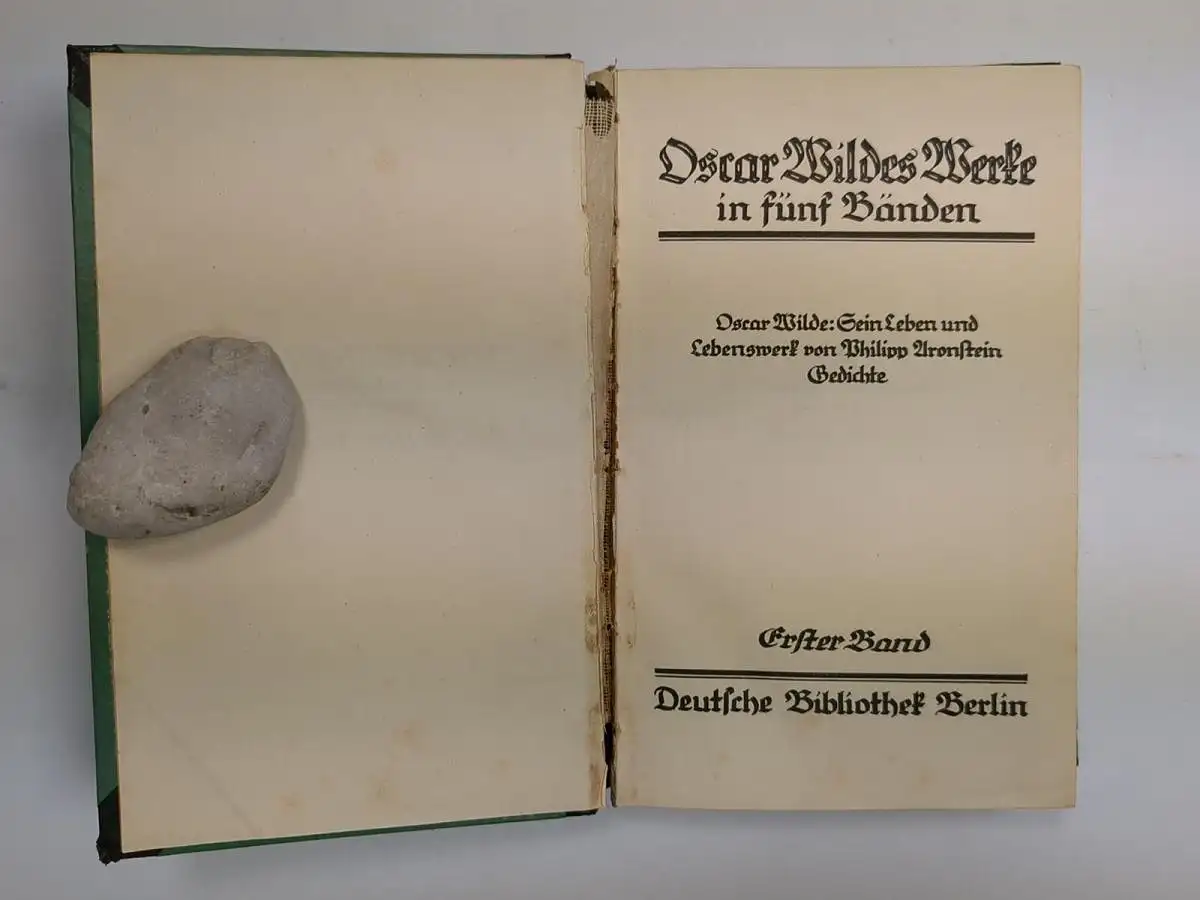 Oscar Wildes Werke
in fünf Bänden
Oscar Wilde: Sein Leben und
Lebenswerk von Philipp Aronstein
Gedichte
Erster Band
Deutsche Bibliothek Berlin